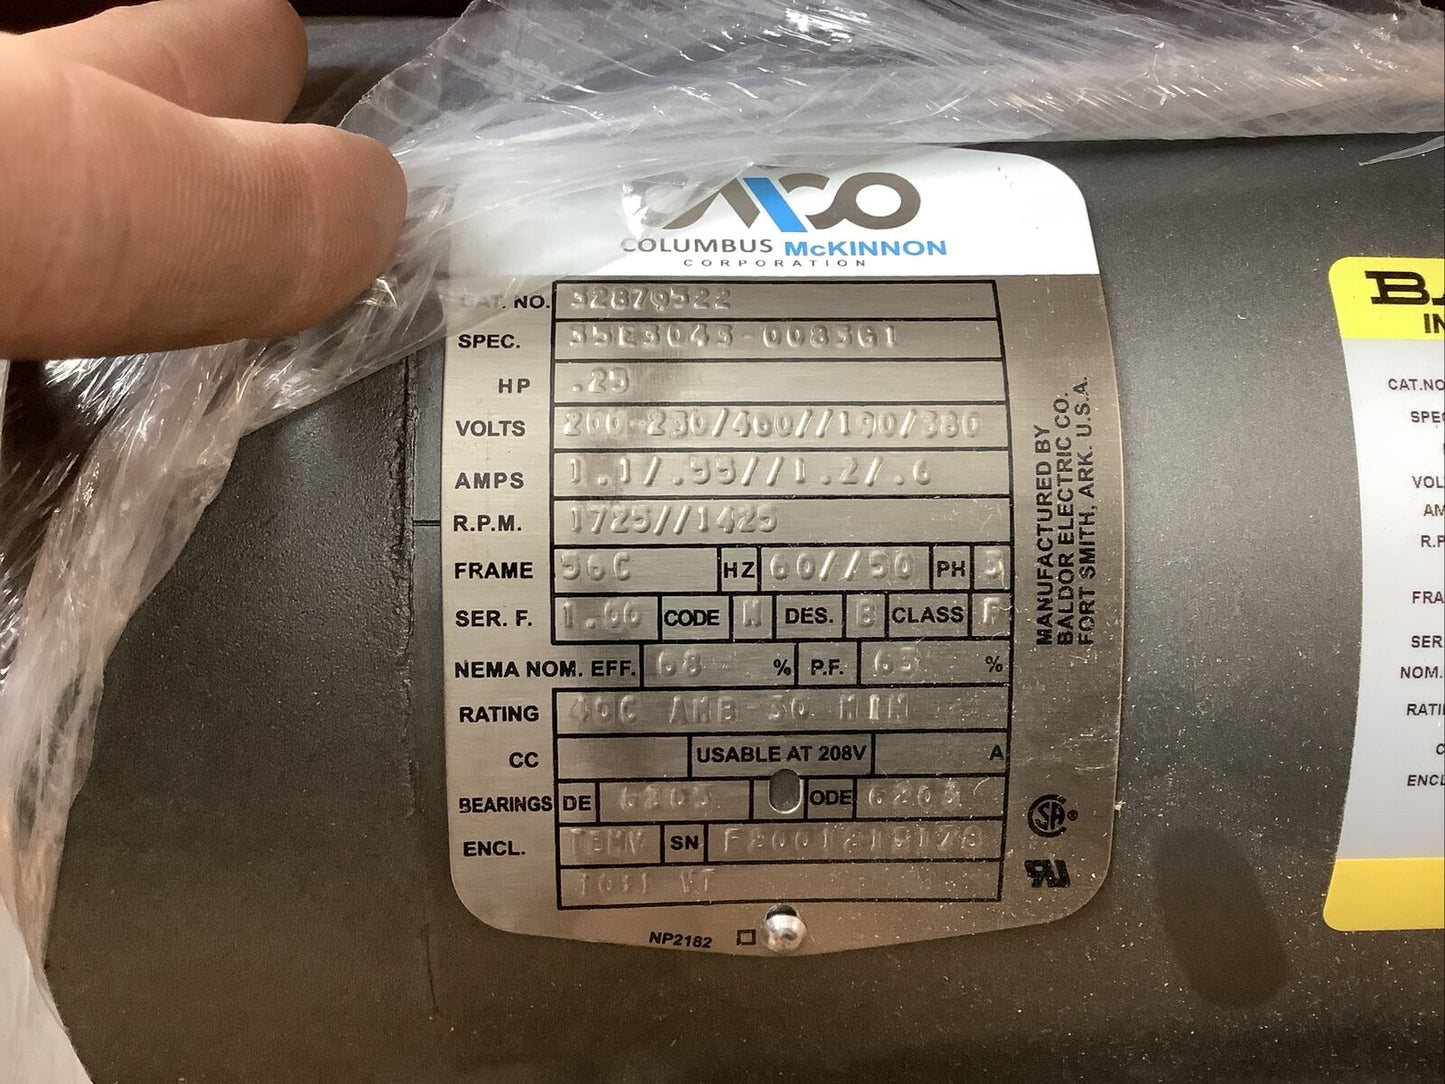 COLUMBUS McKINNON
CORPORATION
CAT. NO. 32879522
SPEC. 35E3043-0083G1
HP .25
VOLTS 200-230/460//190/380
AMPS 1.1/.55//1.2/.6
R.P.M. 1725//1425
FRAME 56C HZ 60//50 PH 3
SER. F. 1.00 CODE N DES. B CLASS F
NEMA NOM. EFF. 68 % P.F. 63 %
RATING 40C AMB-30 MIN
CC USABLE AT 208V A
BEARINGS DE 6203 ODE 6203
ENCL. TENV SN F2001219178
NP2182
MANUFACTURED BY
BALDOR ELECTRIC CO.
FORT SMITH, ARK. U.S.A.
CAT.NO
SPEC
VOL
AM
R.P
FRA
SER
NOM.
RATI
ENCL